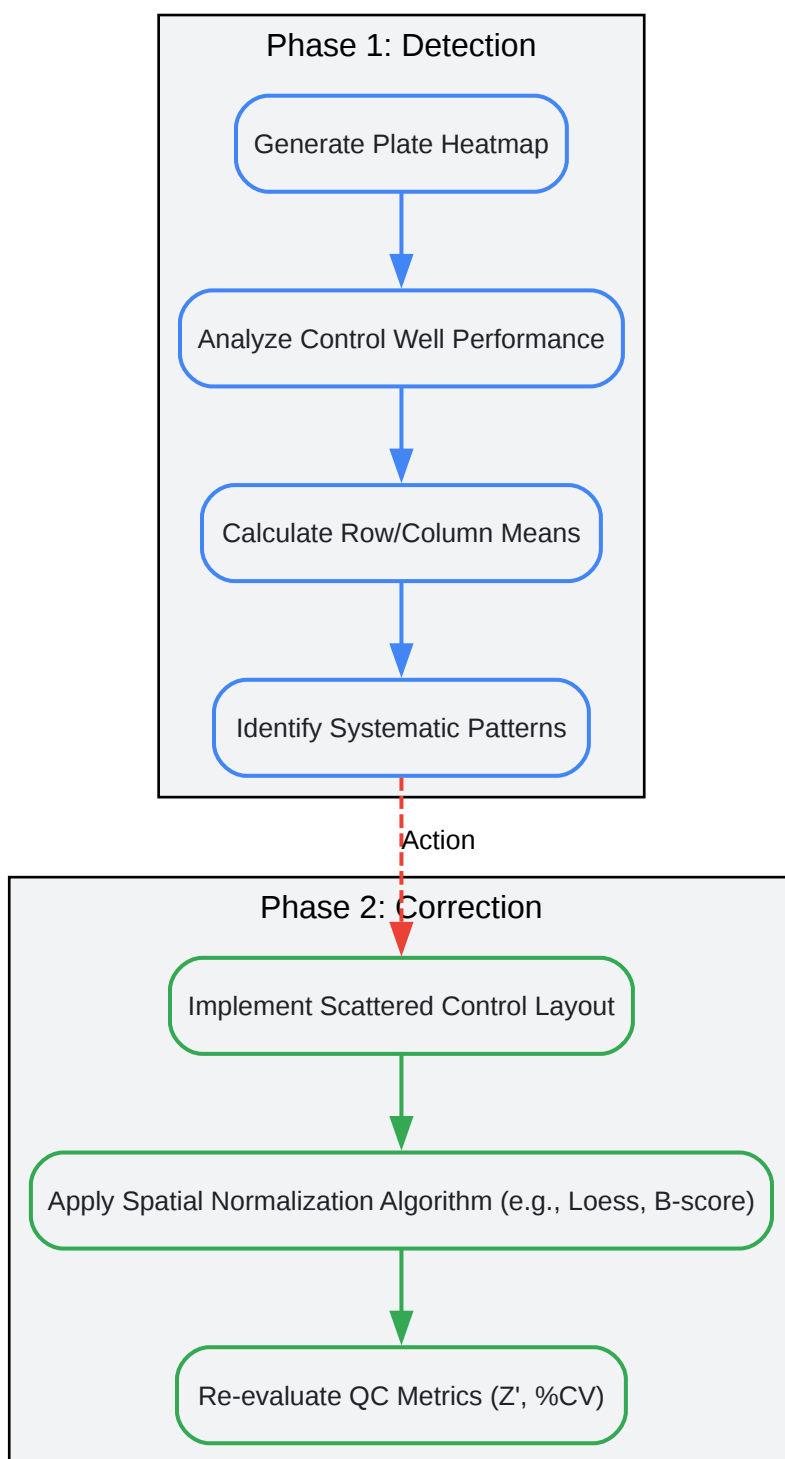 Phase 1: Detection
Generate Plate Heatmap
Analyze Control Well Performance
Calculate Row/Column Means
Identify Systematic Patterns
Action
Phase 2: Correction
Implement Scattered Control Layout
Apply Spatial Normalization Algorithm (e.g., Loess, B-score)
Re-evaluate QC Metrics (Z', %CV)